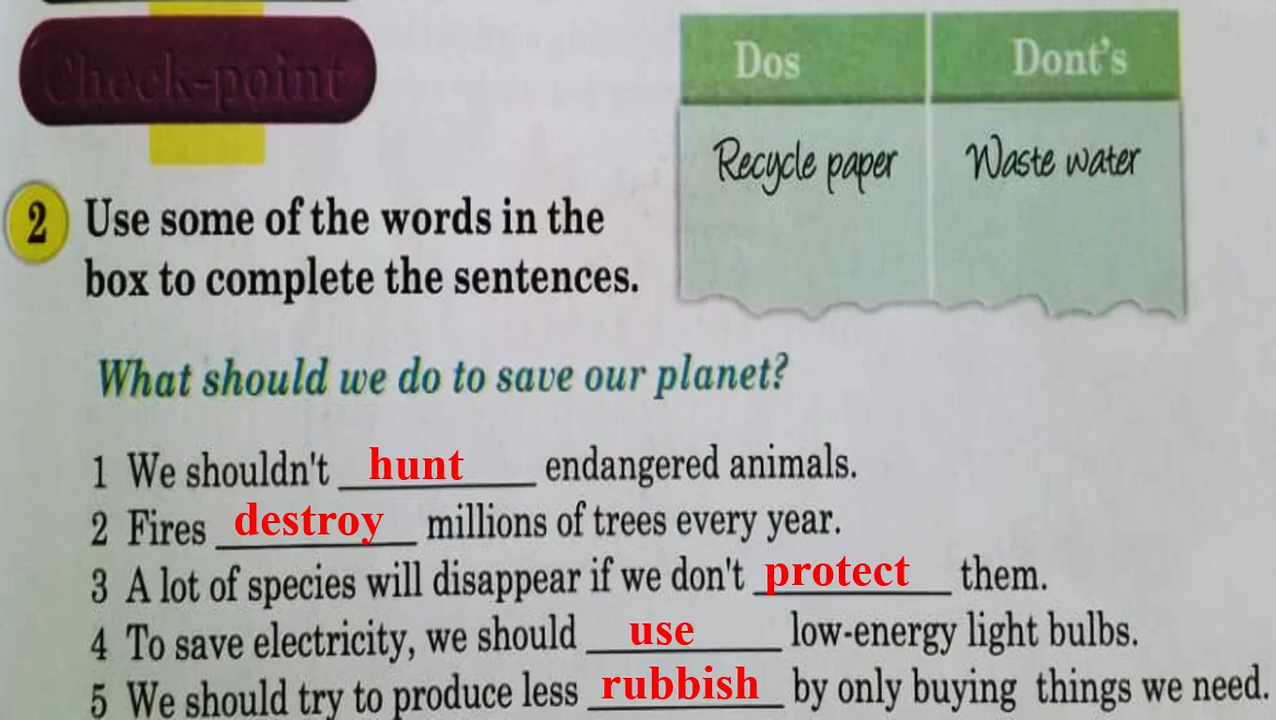 Check-point
Dos Dont's
Recycle paper Waste water
2 Use some of the words in the
box to complete the sentences.
What should we do to save our planet?
1 We shouldn't hunt endangered animals.
2 Fires destroy millions of trees every year.
3 A lot of species will disappear if we don't protect them.
4 To save electricity, we should use low-energy light bulbs.
5 We should try to produce less rubbish by only buying things we need.